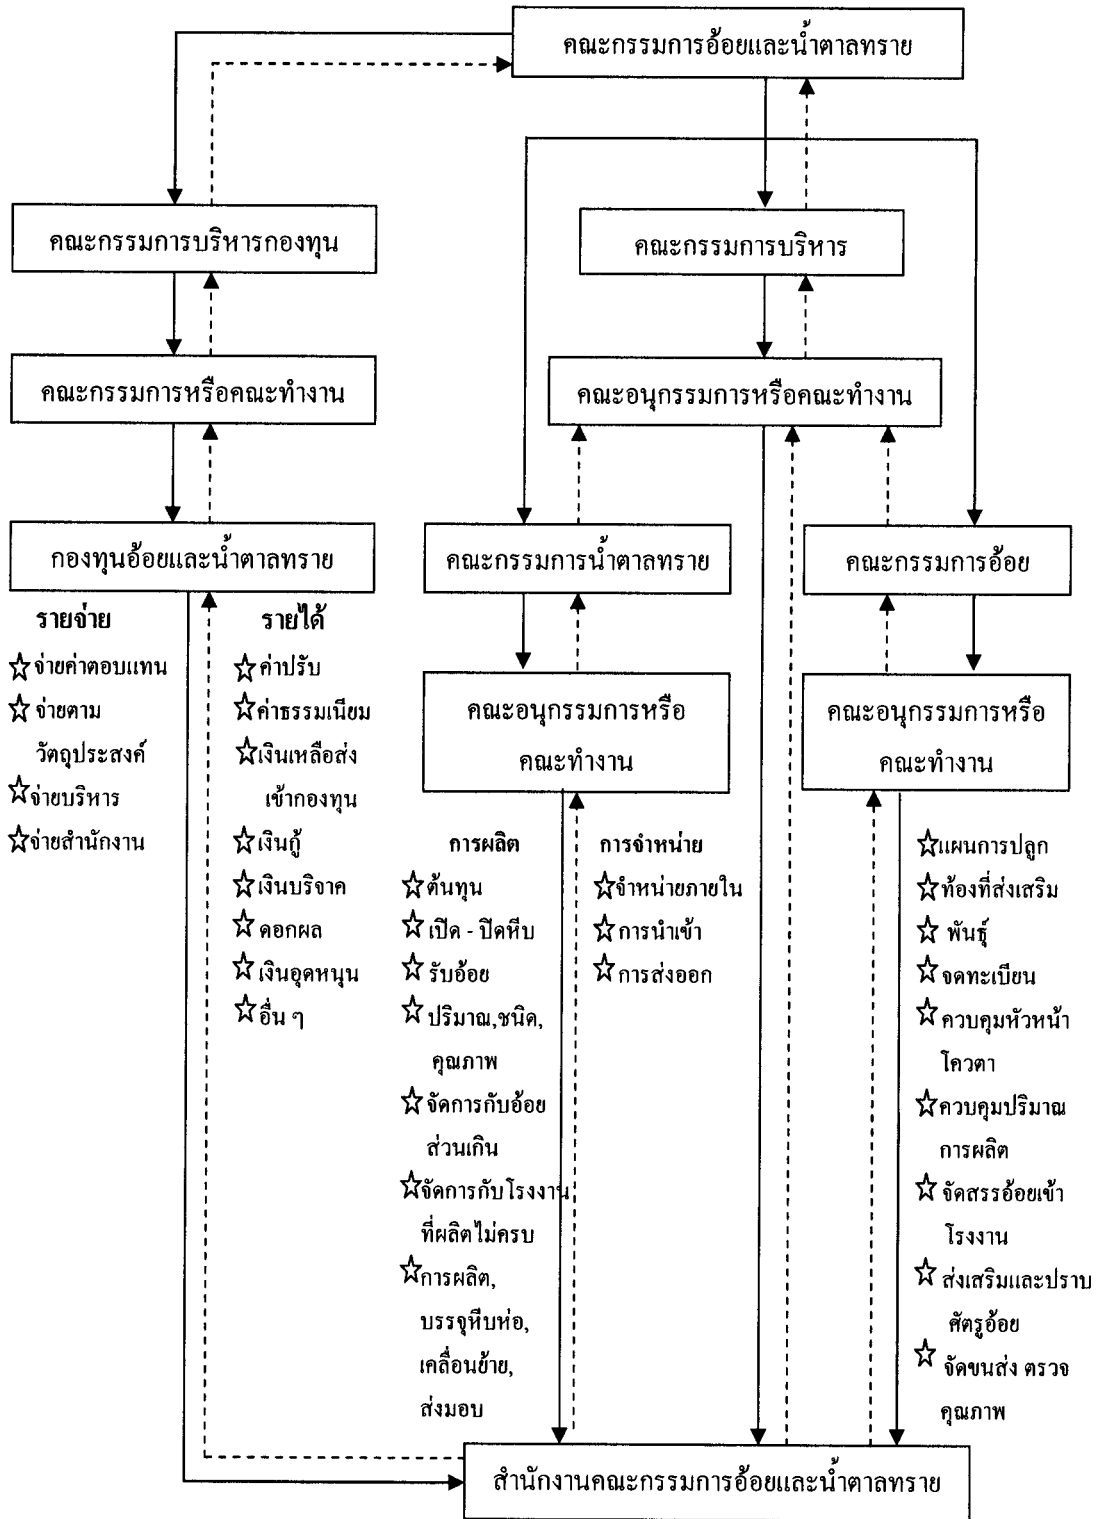 คณะกรรมการอ้อยและน้ำตาลทราย
คณะกรรมการบริหารกองทุน
คณะกรรมการบริหาร
คณะกรรมการหรือคณะทำงาน
คณะอนุกรรมการหรือคณะทำงาน
กองทุนอ้อยและน้ำตาลทราย
คณะกรรมการน้ำตาลทราย
คณะกรรมการอ้อย
รายจ่าย
จ่ายค่าตอบแทน
จ่ายตาม
วัตถุประสงค์
จ่ายบริหาร
จ่ายสำนักงาน
รายได้
ค่าปรับ
ค่าธรรมเนียม
เงินเหลือส่ง
เข้ากองทุน
เงินกู้
เงินบริจาค
ดอกผล
เงินอุดหนุน
อื่น ๆ
คณะอนุกรรมการหรือ
คณะทำงาน
คณะอนุกรรมการหรือ
คณะทำงาน
การผลิต
ต้นทุน
เปิด - ปิดหีบ
รับอ้อย
ปริมาณ,ชนิด,
คุณภาพ
จัดการกับอ้อย
ส่วนเกิน
จัดการกับโรงงาน
ที่ผลิตไม่ครบ
การผลิต,
บรรจุหีบห่อ,
เคลื่อนย้าย,
ส่งมอบ
การจำหน่าย
จำหน่ายภายใน
การนำเข้า
การส่งออก
แผนการปลูก
ท้องที่ส่งเสริม
พันธุ์
จดทะเบียน
ควบคุมหัวหน้า
โควตา
ควบคุมปริมาณ
การผลิต
จัดสรรอ้อยเข้า
โรงงาน
ส่งเสริมและปราบ
ศัตรูอ้อย
จัดขนส่ง ตรวจ
คุณภาพ
สำนักงานคณะกรรมการอ้อยและน้ำตาลทราย